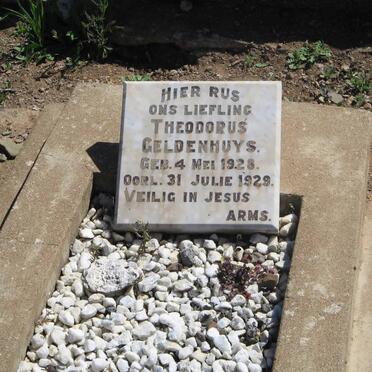 HIER RUS
ONS LIEFLING
THEODORUS
GELDENHUYS.
GEB. 4 MEI 1928.
OORL. 31 JULIE 1929.
VEILIG IN JESUS
ARMS.